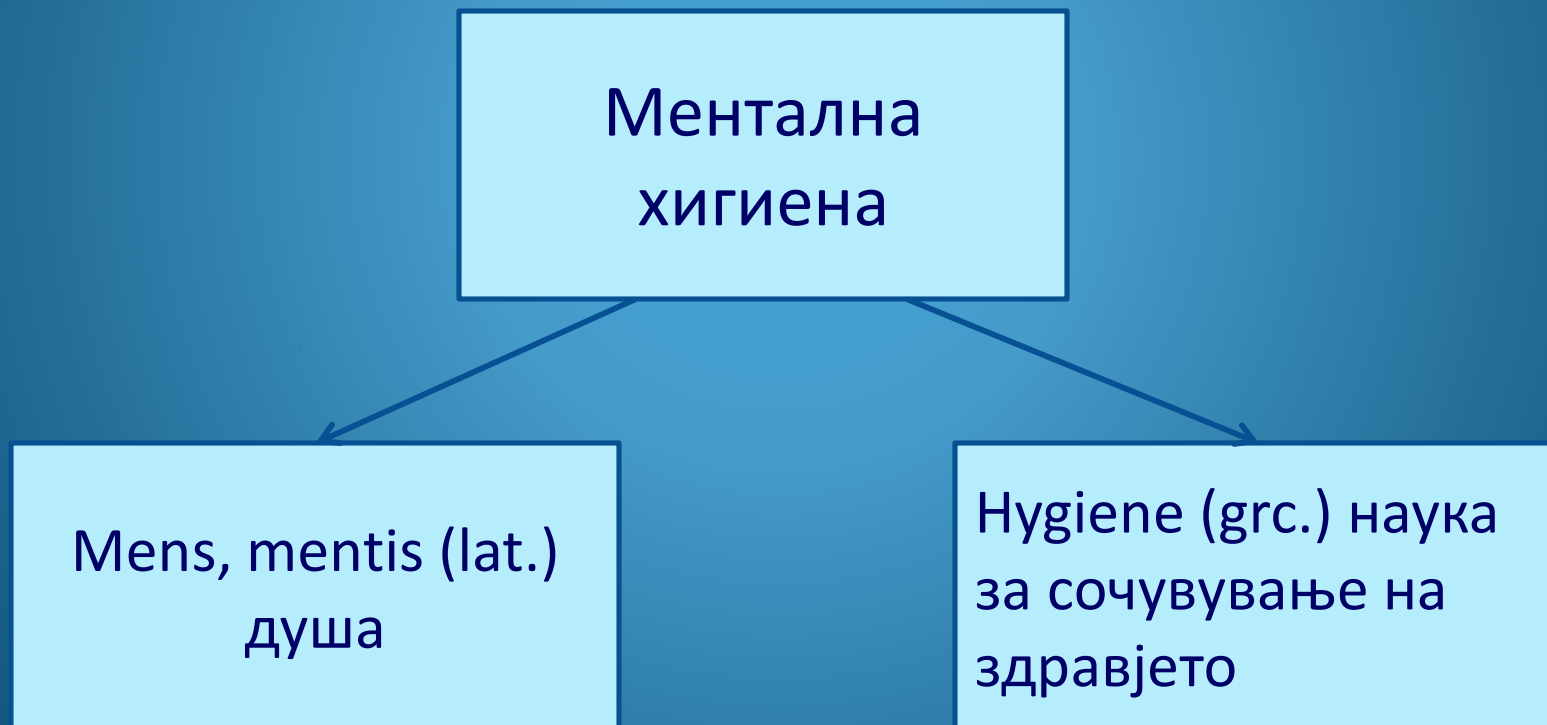 Ментална
хигиена
Mens, mentis (lat.)
душа
Hygiene (grc.) наука
за сочувување на
здравјето